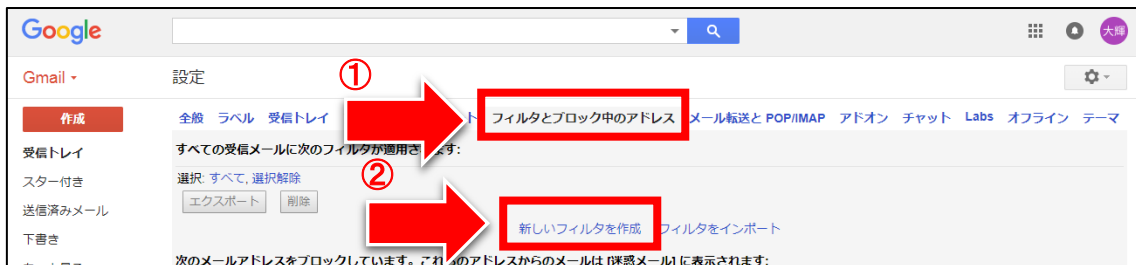 Google
大輝
Gmail
設定
①
作成
全般 ラベル 受信トレイ ト フィルタとブロック中のアドレス メール転送と POP/IMAP アドオン チャット Labs オフライン テーマ
受信トレイ
すべての受信メールに次のフィルタが適用されます:
②
スター付き
選択: すべて, 選択解除
エクスポート 削除
送信済みメール
新しいフィルタを作成 フィルタをインポート
下書き
次のメールアドレスをブロックしています。これらのアドレスからのメールは [迷惑メール] に表示されます: